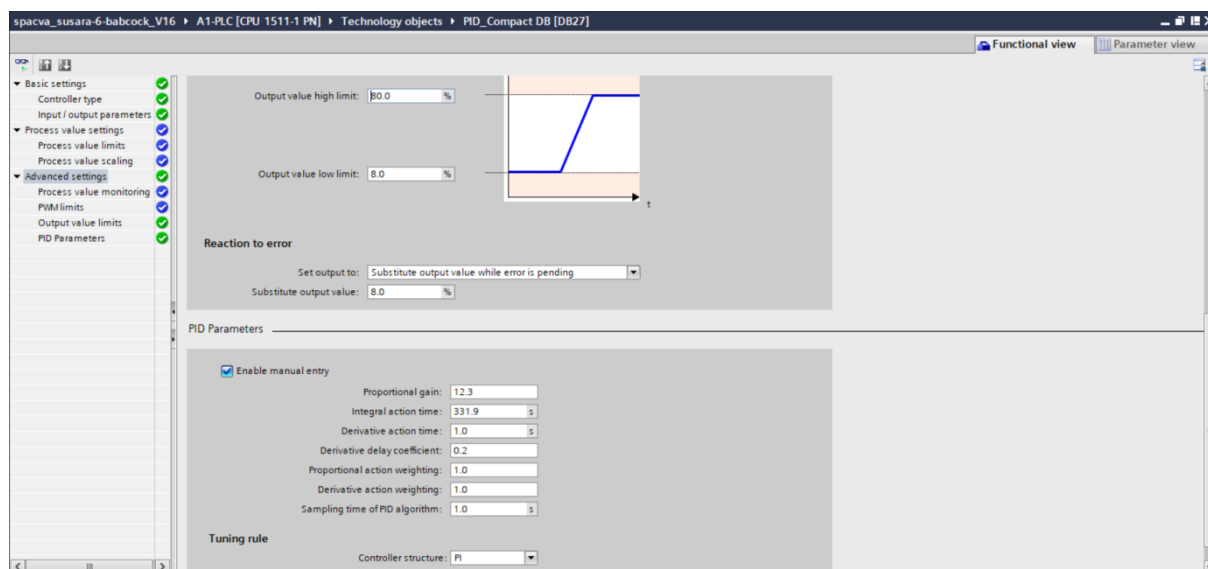 spacva_susara-6-babcock_V16 ▸ A1-PLC [CPU 1511-1 PN] ▸ Technology objects ▸ PID_Compact DB [DB27]
Functional view Parameter view
Basic settings
Controller type
Input / output parameters
Process value settings
Process value limits
Process value scaling
Advanced settings
Process value monitoring
PWM limits
Output value limits
PID Parameters
Output value high limit: 80.0 %
Output value low limit: 8.0 %
t
Reaction to error
Set output to: Substitute output value while error is pending
Substitute output value: 8.0 %
PID Parameters
Enable manual entry
Proportional gain: 12.3
Integral action time: 331.9 s
Derivative action time: 1.0 s
Derivative delay coefficient: 0.2
Proportional action weighting: 1.0
Derivative action weighting: 1.0
Sampling time of PID algorithm: 1.0 s
Tuning rule
Controller structure: PI